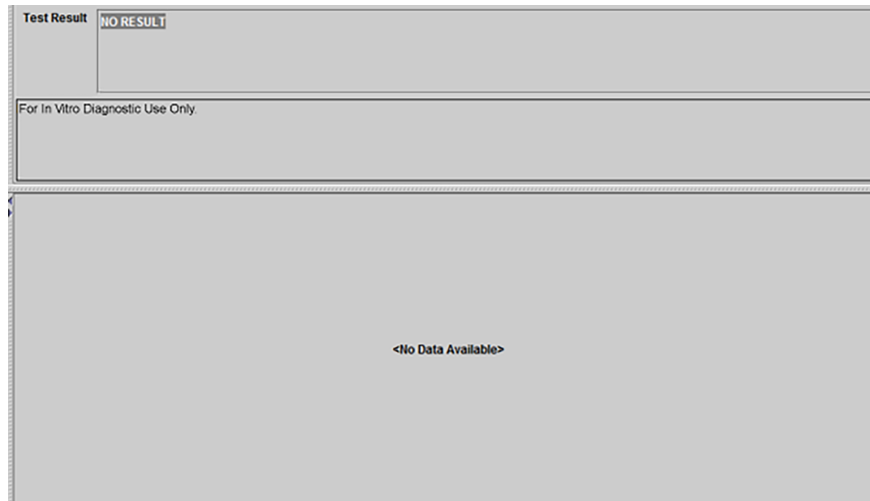 Test Result NO RESULT
For In Vitro Diagnostic Use Only.
<No Data Available>